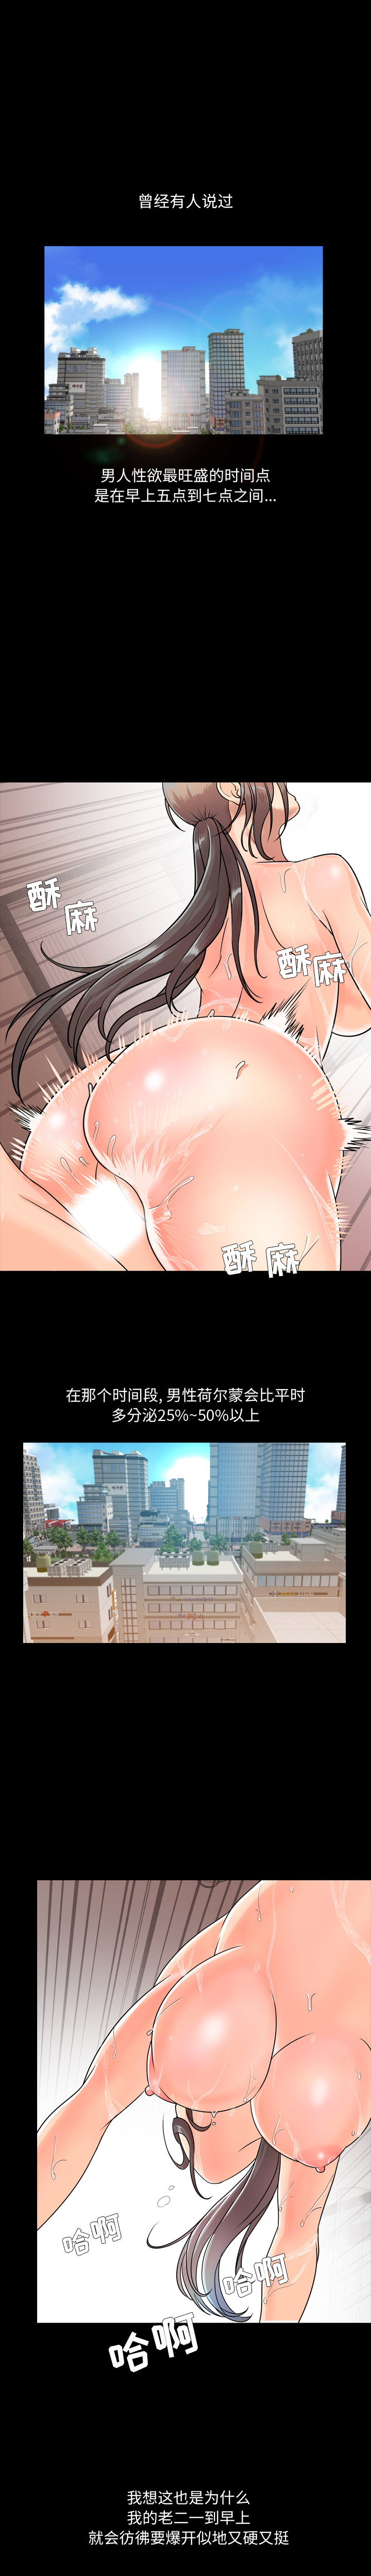 曾经有人说过
男人性欲最旺盛的时间点
是在早上五点到七点之间...
酥
麻
酥
麻
酥
麻
在那个时间段, 男性荷尔蒙会比平时
多分泌25%~50%以上
哈啊
哈啊
哈啊
我想这也是为什么
我的老二一到早上
就会彷彿要爆开似地又硬又挺